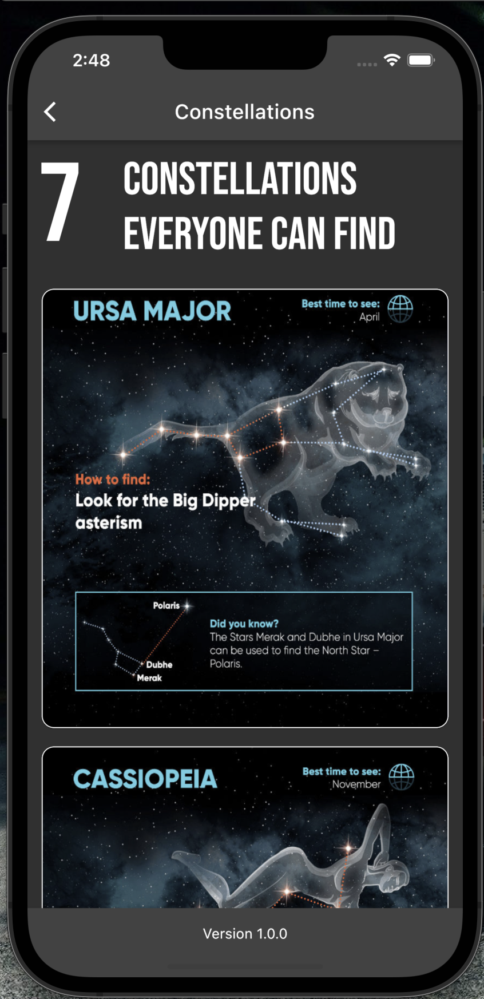 2:48
Constellations
7 CONSTELLATIONS
EVERYONE CAN FIND
URSA MAJOR
Best time to see:
April
How to find:
Look for the Big Dipper
asterism
Polaris
Dubhe
Merak
Did you know?
The Stars Merak and Dubhe in Ursa Major
can be used to find the North Star –
Polaris.
CASSIOPEIA
Best time to see:
November
Version 1.0.0